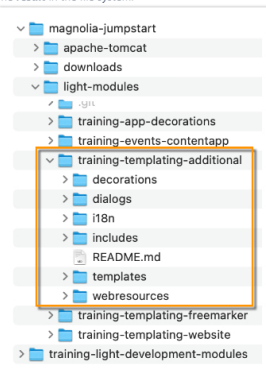 magnolia-jumpstart
apache-tomcat
downloads
light-modules
.git
training-app-decorations
training-events-contentapp
training-templating-additional
decorations
dialogs
i18n
includes
README.md
templates
webresources
training-templating-freemarker
training-templating-website
training-light-development-modules